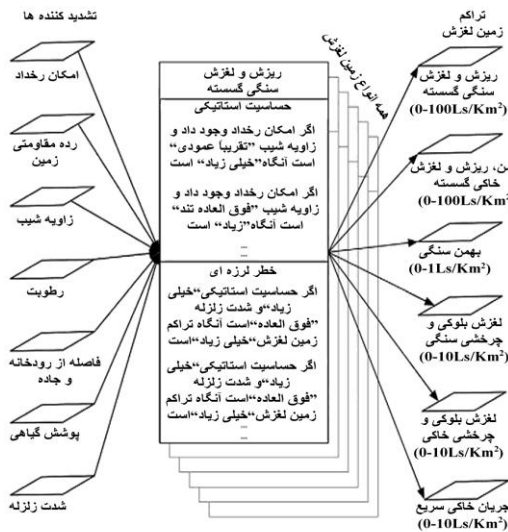 تشدید کننده ها
امکان رخداد
رده مقاومتی
زمین
زاویه شیب
رطوبت
فاصله از رودخانه
و جاده
پوشش گیاهی
شدت زلزله
همه انواع زمین لغزش
ریزش و لغزش
سنگی گسسته
حساسیت استاتیکی
اگر امکان رخداد وجود داد و
زاویه شیب "تقریباً عمودی"
است آنگاه"خیلی زیاد" است
اگر امکان رخداد وجود داد و
زاویه شیب "فوق العاده تند"
است آنگاه"زیاد" است
...
خطر لرزه ای
اگر حساسیت استاتیکی"خیلی
زیاد"و شدت زلزله
"فوق العاده"است آنگاه تراکم
زمین لغزش"خیلی زیاد"است
اگر حساسیت استاتیکی"خیلی
زیاد"و شدت زلزله
"فوق العاده"است آنگاه تراکم
زمین لغزش"خیلی زیاد"است
...
تراکم
زمین لغزش
ریزش و لغزش
سنگی گسسته
(0-100Ls/Km²)
ریزش و لغزش
خاکی گسسته
(0-100Ls/Km²)
بهمن سنگی
(0-1Ls/Km²)
لغزش بلوکی و
چرخشی سنگی
(0-10Ls/Km²)
لغزش بلوکی و
چرخشی خاکی
(0-10Ls/Km²)
جریان خاکی سریع
(0-10Ls/Km²)